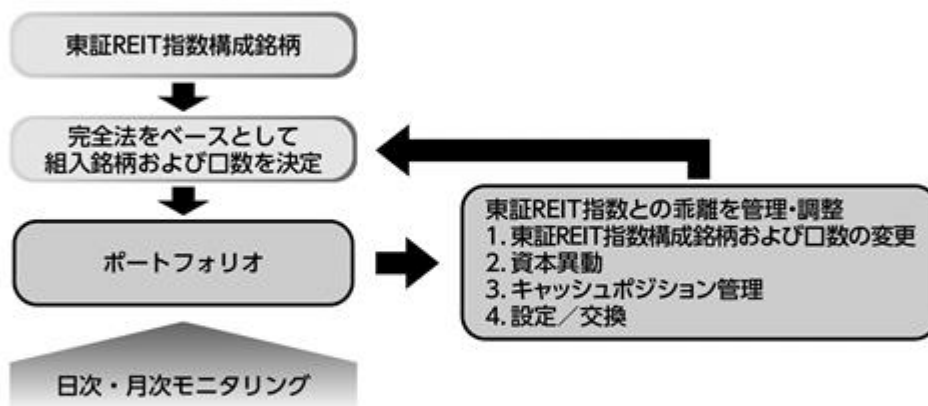 東証REIT指数構成銘柄
完全法をベースとして
組入銘柄および口数を決定
ポートフォリオ
東証REIT指数との乖離を管理・調整
1. 東証REIT指数構成銘柄および口数の変更
2. 資本異動
3. キャッシュポジション管理
4. 設定／交換
日次・月次モニタリング